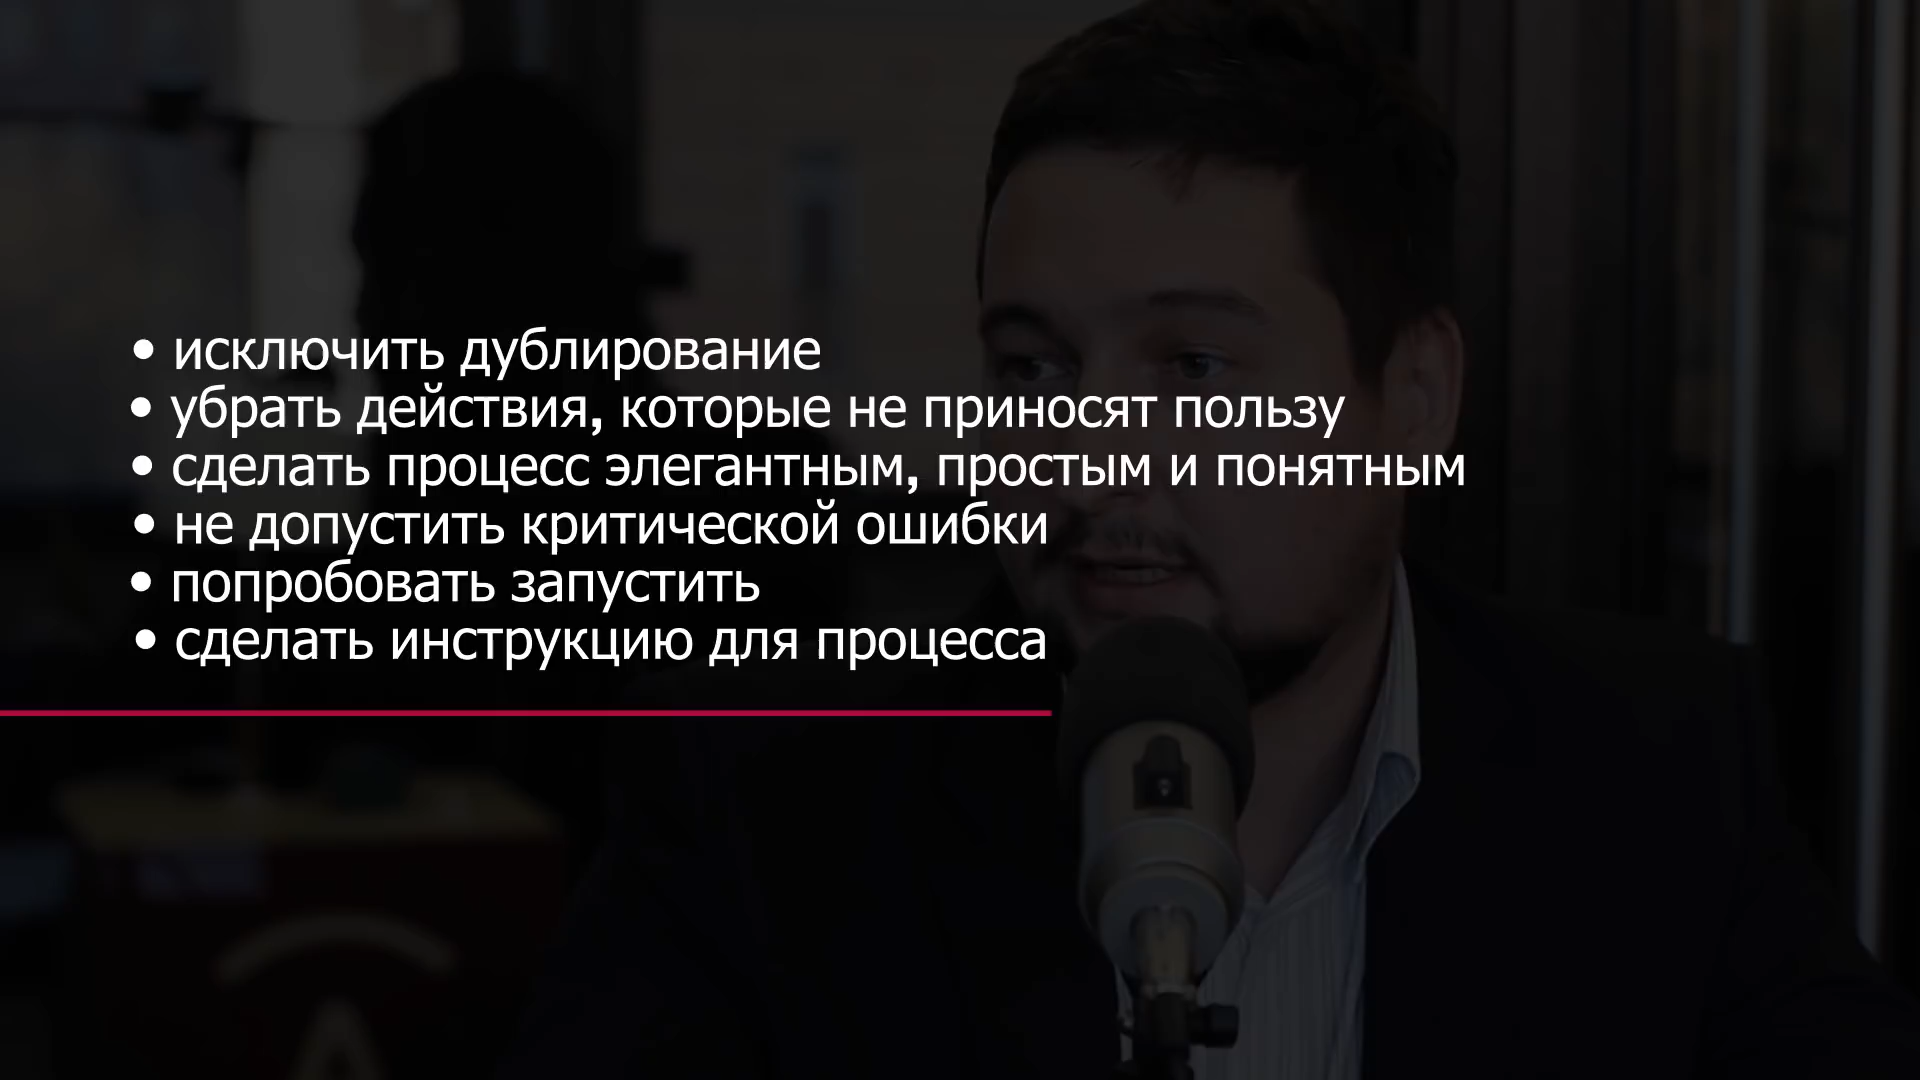 • исключить дублирование
• убрать действия, которые не приносят пользу
• сделать процесс элегантным, простым и понятным
• не допустить критической ошибки
• попробовать запустить
• сделать инструкцию для процесса